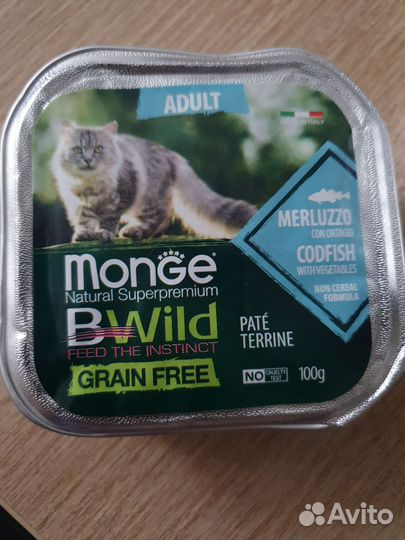 ADULT
ITALY
MERLUZZO
CON ORTAGGI
CODFISH
WITH VEGETABLES
NON CEREAL
FORMULA
Monge
Natural Superpremium
BWild
FEED THE INSTINCT
GRAIN FREE
PATÉ
TERRINE
NO CRUELTY
TEST
100g
Avito